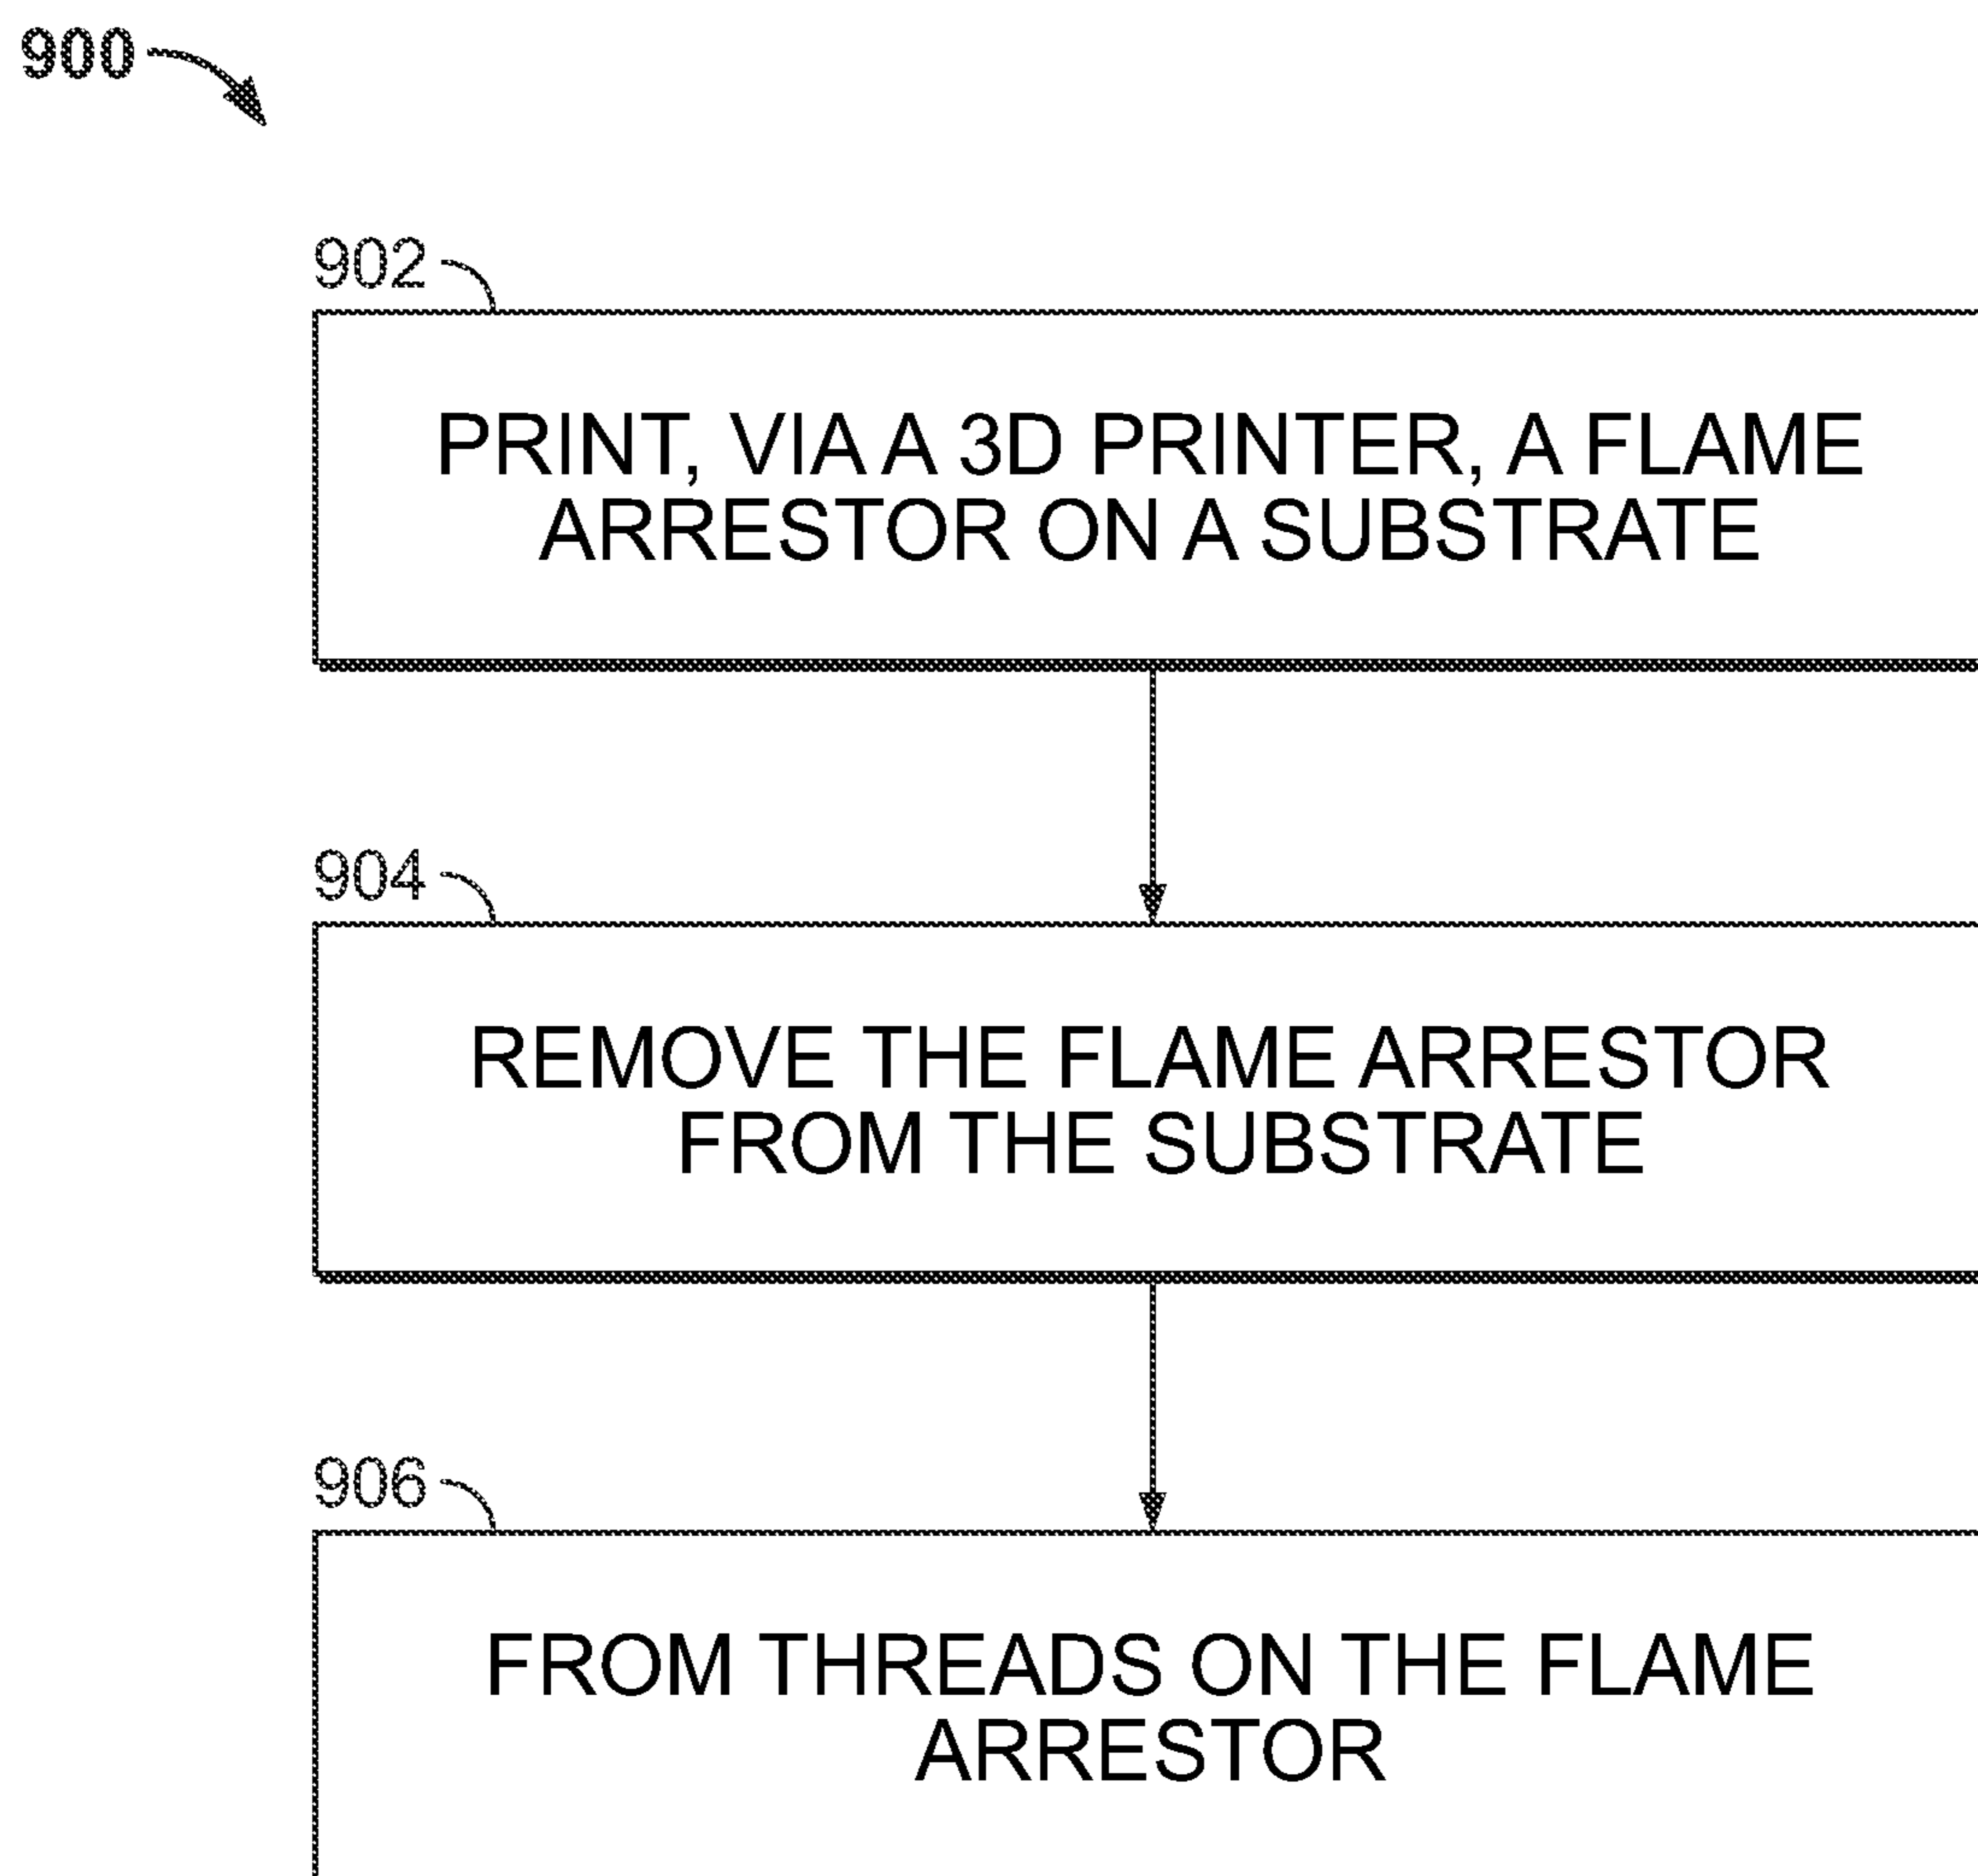 900
902
PRINT, VIA A 3D PRINTER, A FLAME
ARRESTOR ON A SUBSTRATE
904
REMOVE THE FLAME ARRESTOR
FROM THE SUBSTRATE
906
FROM THREADS ON THE FLAME
ARRESTOR